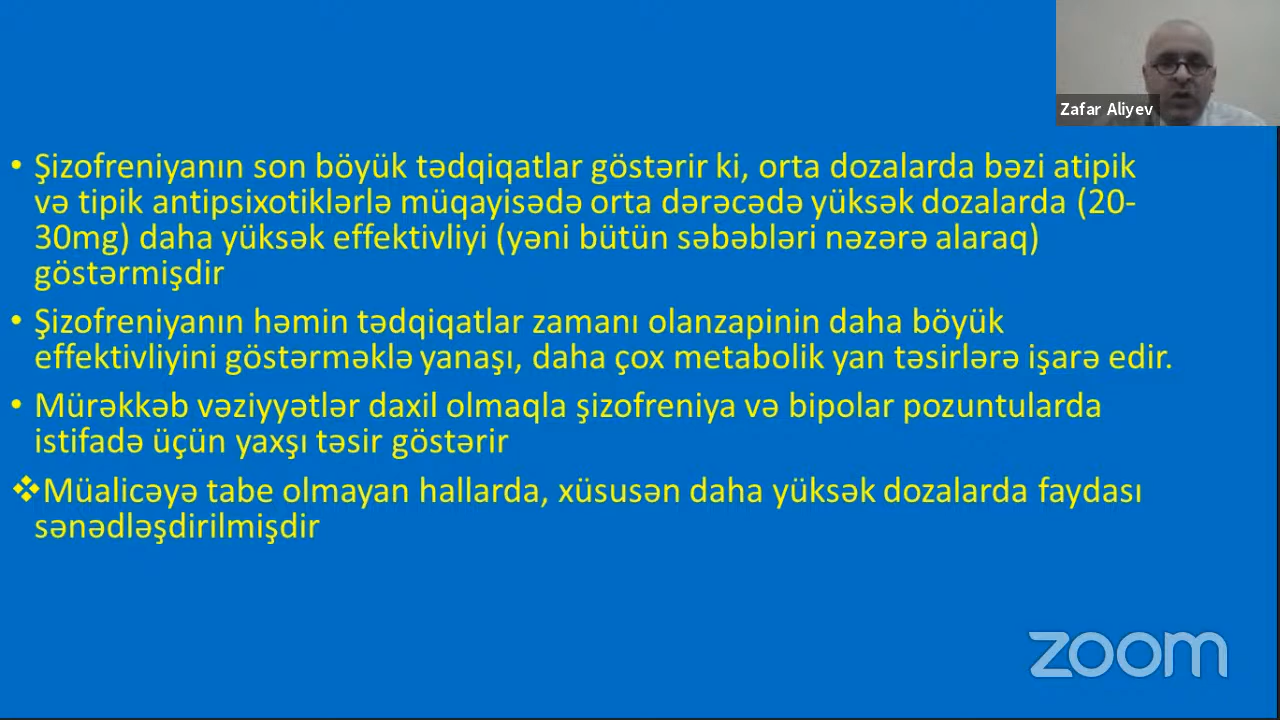 Zafar Aliyev
• Şizofreniyanın son böyük tədqiqatlar göstərir ki, orta dozalarda bəzi atipik
və tipik antipsixotiklərlə müqayisədə orta dərəcədə yüksək dozalarda (20-
30mg) daha yüksək effektivliyi (yəni bütün səbəbləri nəzərə alaraq)
göstərmişdir
• Şizofreniyanın həmin tədqiqatlar zamanı olanzapinin daha böyük
effektivliyini göstərməklə yanaşı, daha çox metabolik yan təsirlərə işarə edir.
• Mürəkkəb vəziyyətlər daxil olmaqla şizofreniya və bipolar pozuntularda
istifadə üçün yaxşı təsir göstərir
❖Müalicəyə tabe olmayan hallarda, xüsusən daha yüksək dozalarda faydası
sənədləşdirilmişdir
zoom